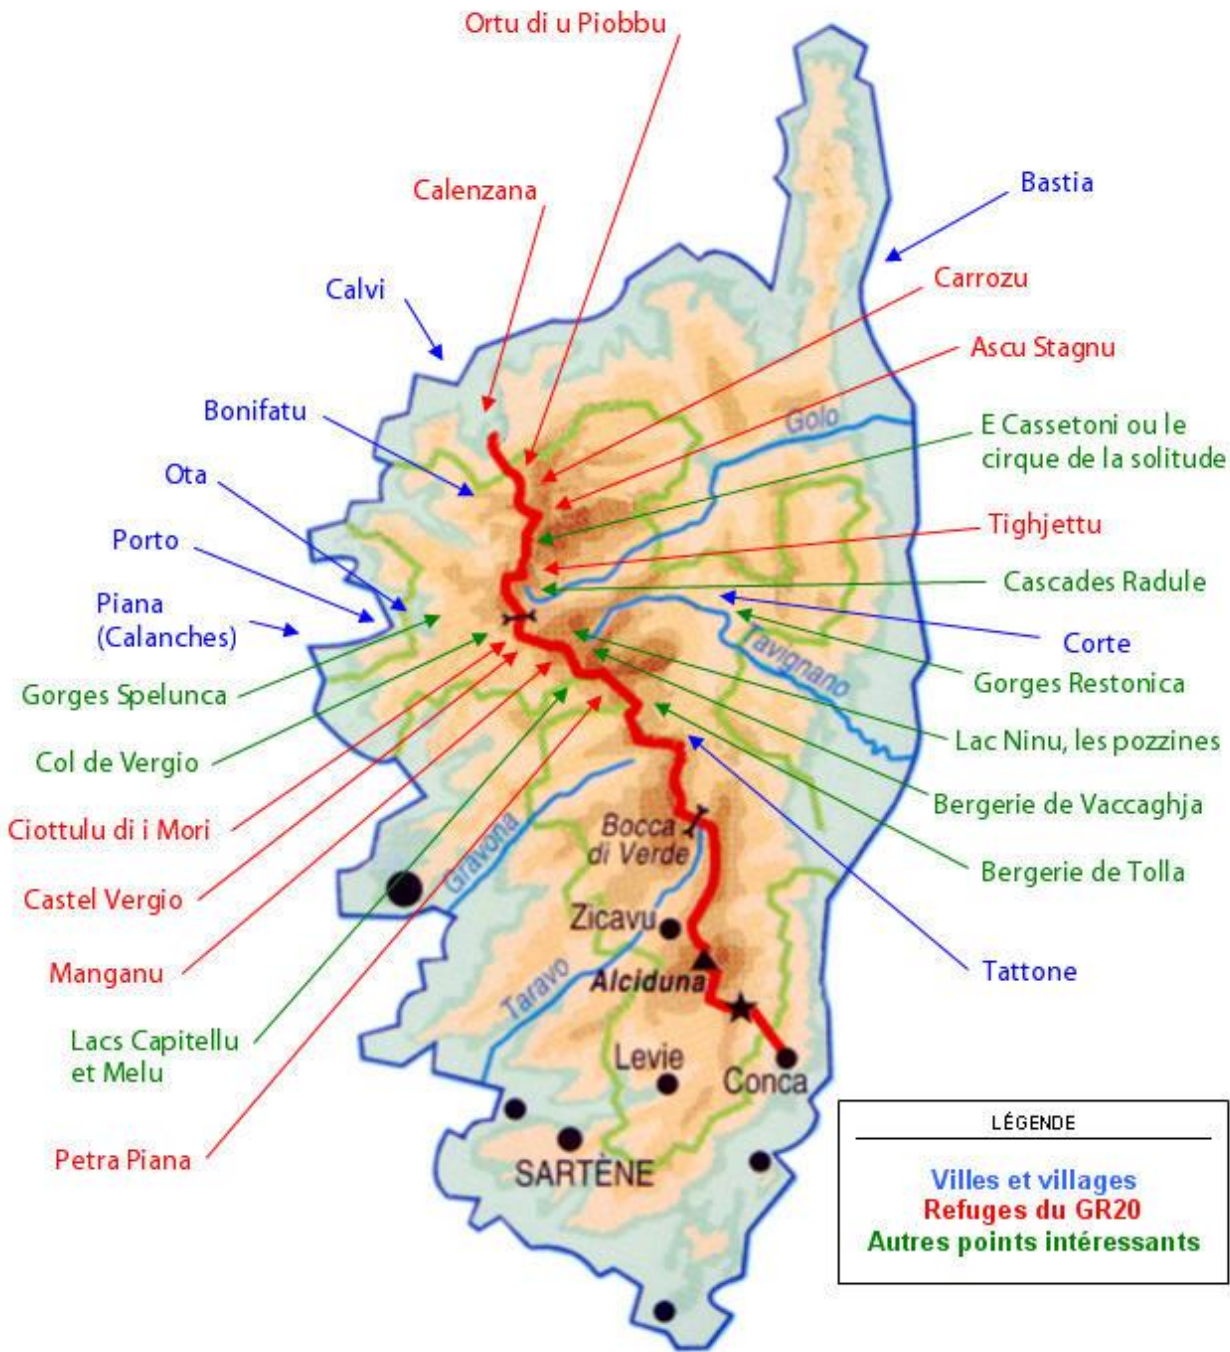 Ortu di u Piobbu
Calenzana
Bastia
Calvi
Carrozu
Ascu Stagnu
Bonifatu
Golo
E Cassetoni ou le
cirque de la solitude
Ota
Porto
Tighjettu
Cascades Radule
Piana
(Calanches)
Corte
Tavignano
Gorges Spelunca
Gorges Restonica
Col de Vergio
Lac Ninu, les pozzines
Ciottulu di i Mori
Bergerie de Vaccaghja
Gravona
Bocca
di Verde
Bergerie de Tolla
Castel Vergio
Zicavu
Manganu
Taravo
Alciduna
Tattone
Lacs Capitellu
et Melu
Levie
Conca
Petra Piana
SARTÈNE
LÉGENDE
Villes et villages
Refuges du GR20
Autres points intéressants